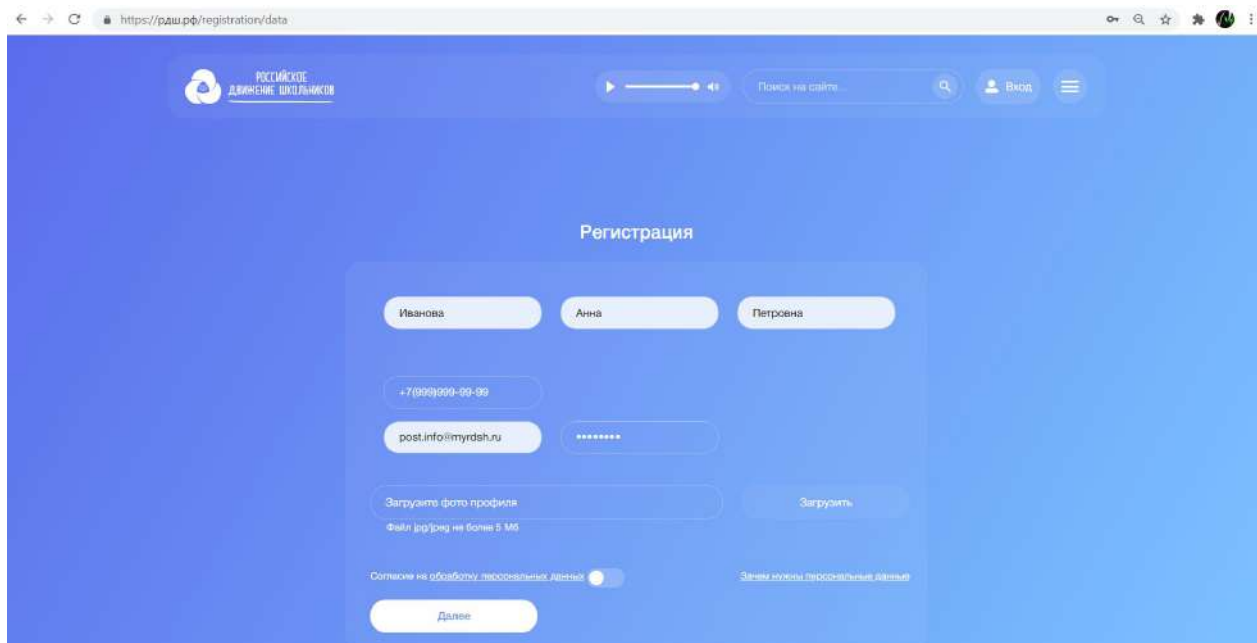 https://рдш.рф/registration/data
РОССИЙСКОЕ
ДВИЖЕНИЕ ШКОЛЬНИКОВ
Поиск на сайте...
Вход
Регистрация
Иванова Анна Петровна
+7(999)999-99-99
post.info@myrdsh.ru ••••••••
Загрузите фото профиля Загрузить
Файл jpg/jpeg не более 5 Мб
Согласие на обработку персональных данных Зачем нужны персональные данные
Далее